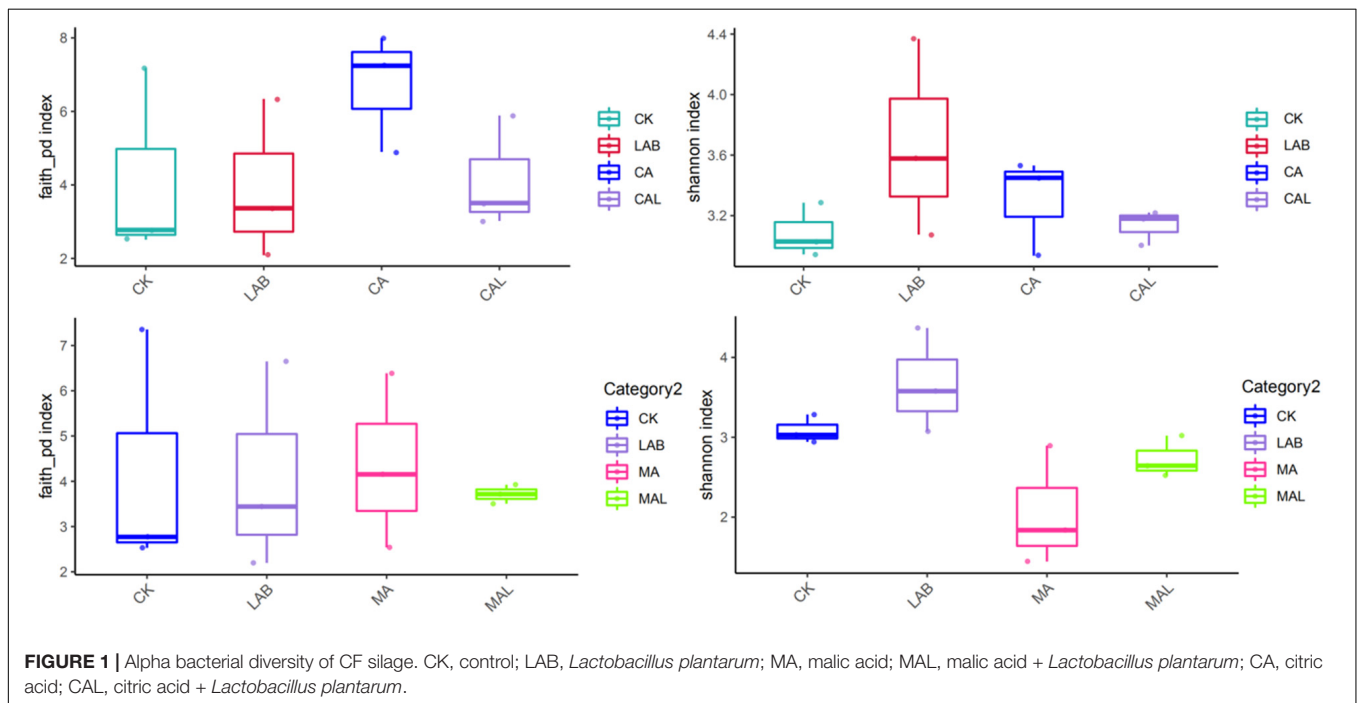 faith_pd index
8
6
4
2
CK
LAB
CA
CAL
CK
LAB
CA
CAL
shannon index
4.4
4.0
3.6
3.2
CK
LAB
CA
CAL
CK
LAB
CA
CAL
faith_pd index
7
6
5
4
3
2
CK
LAB
MA
MAL
Category2
CK
LAB
MA
MAL
shannon index
4
3
2
CK
LAB
MA
MAL
Category2
CK
LAB
MA
MAL
FIGURE 1 | Alpha bacterial diversity of CF silage. CK, control; LAB, Lactobacillus plantarum; MA, malic acid; MAL, malic acid + Lactobacillus plantarum; CA, citric
acid; CAL, citric acid + Lactobacillus plantarum.